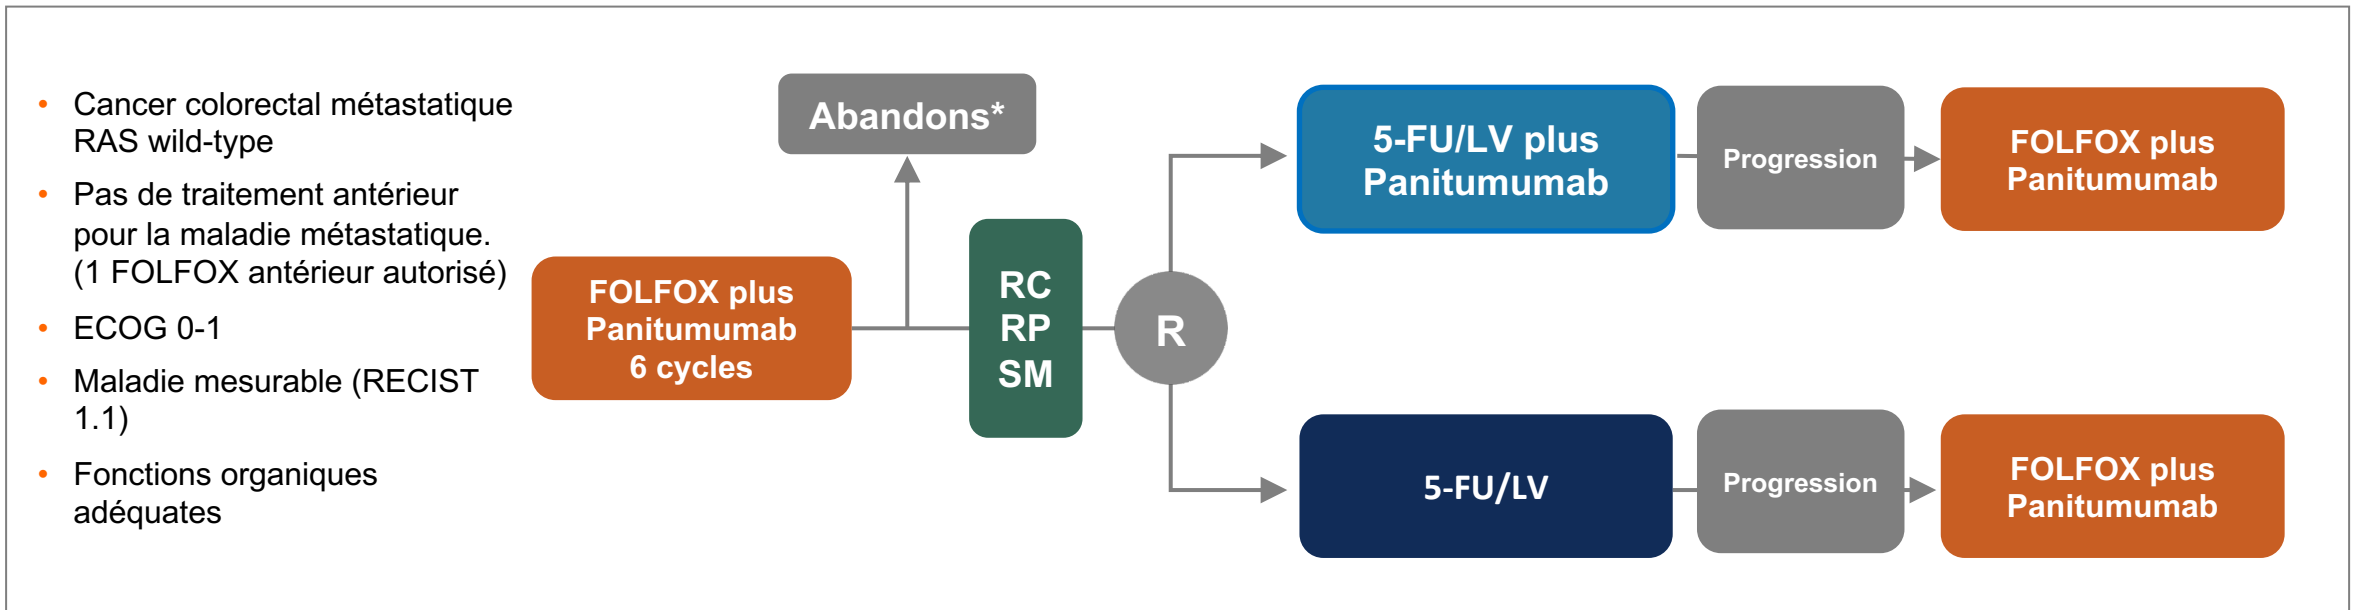 • Cancer colorectal métastatique
RAS wild-type
• Pas de traitement antérieur
pour la maladie métastatique.
(1 FOLFOX antérieur autorisé)
• ECOG 0-1
• Maladie mesurable (RECIST
1.1)
• Fonctions organiques
adéquates
Abandons*
FOLFOX plus
Panitumumab
6 cycles
RC
RP
SM
R
5-FU/LV plus
Panitumumab
Progression
FOLFOX plus
Panitumumab
5-FU/LV
Progression
FOLFOX plus
Panitumumab